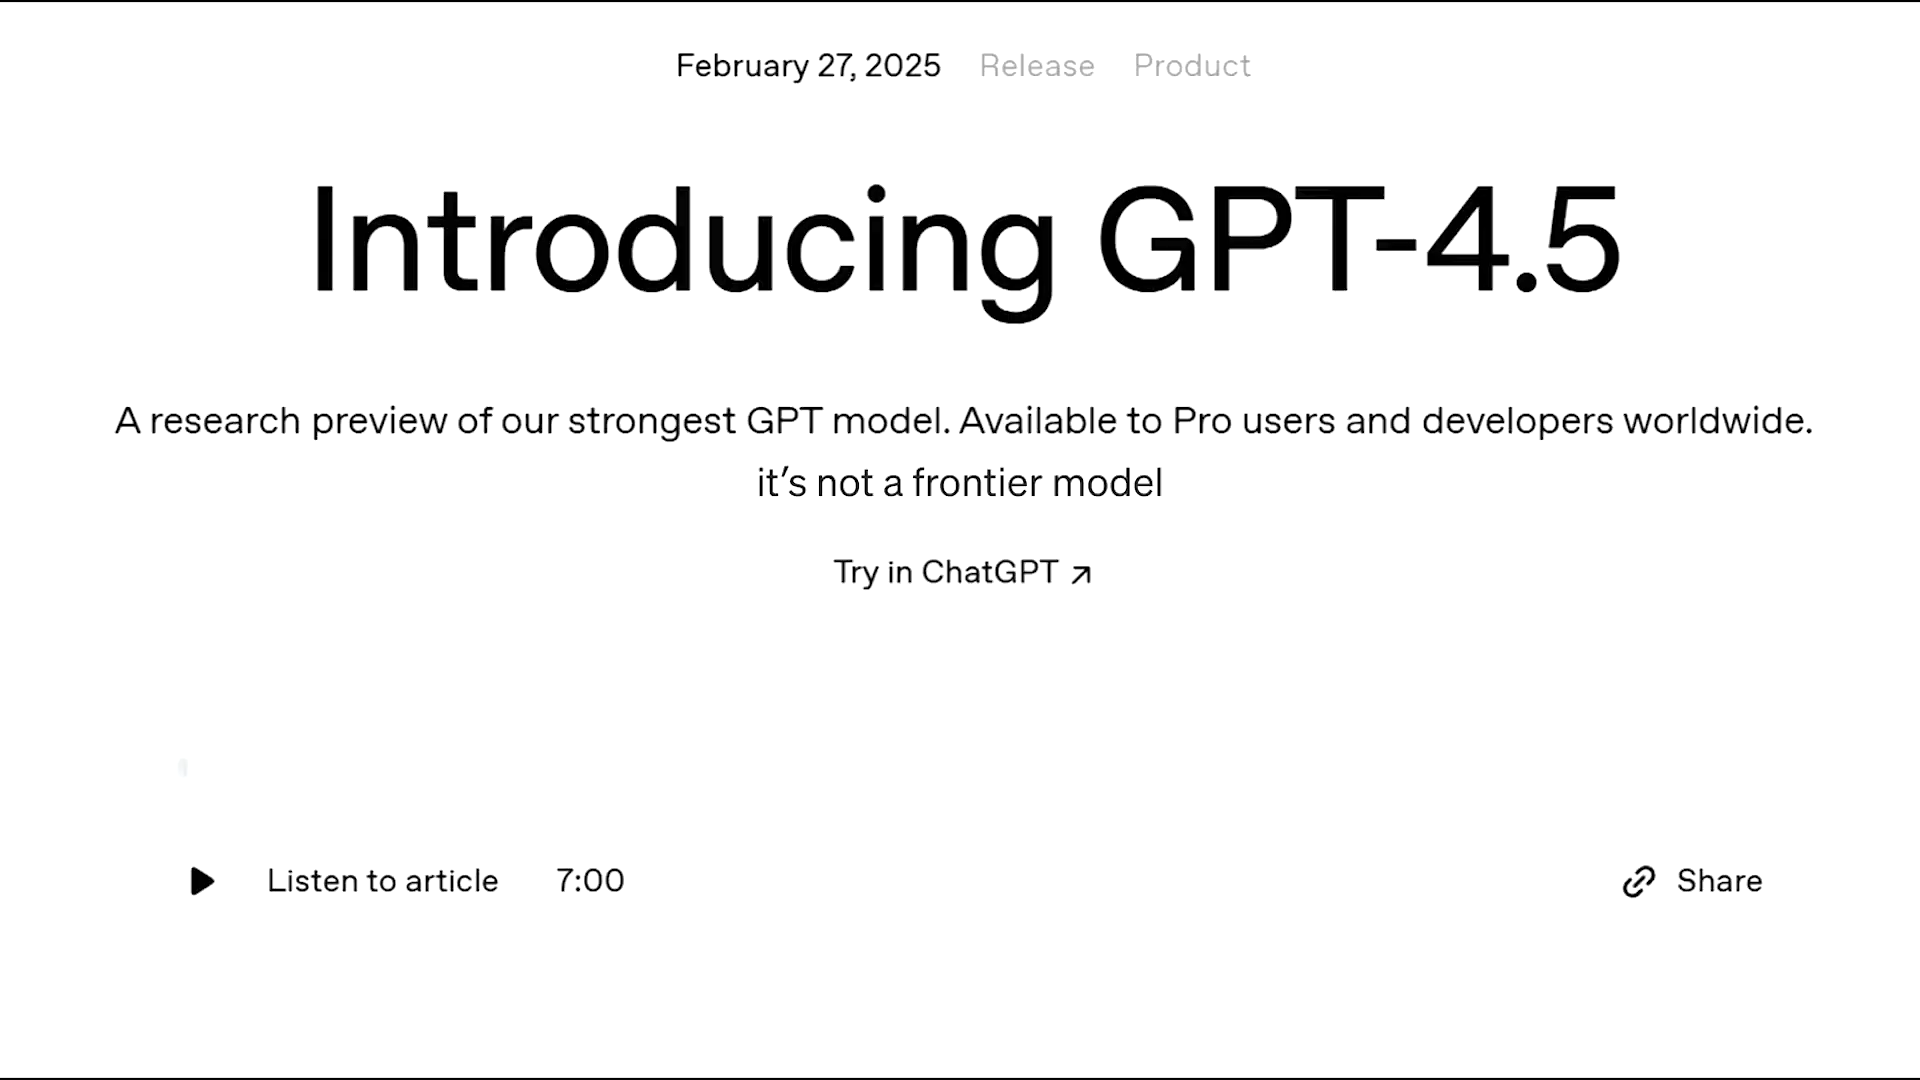 February 27, 2025 Release Product
Introducing GPT-4.5
A research preview of our strongest GPT model. Available to Pro users and developers worldwide.
it’s not a frontier model
Try in ChatGPT ↗
Listen to article 7:00 Share